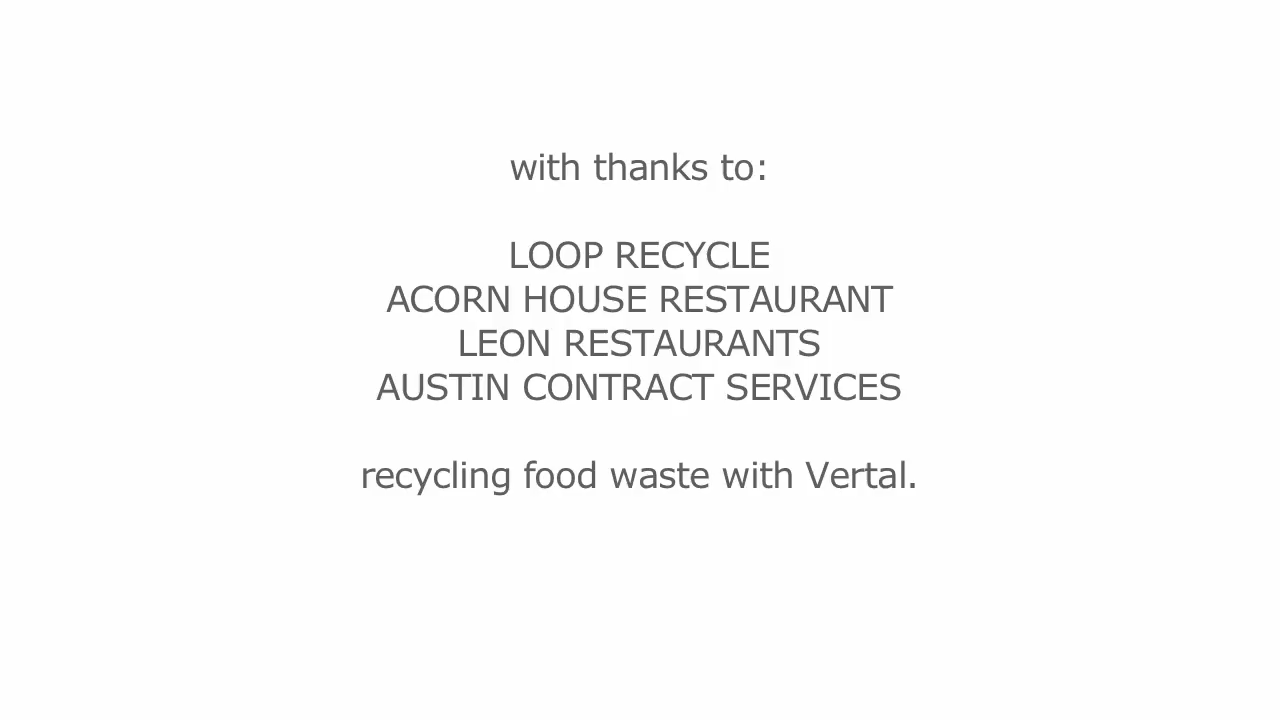 with thanks to:
LOOP RECYCLE
ACORN HOUSE RESTAURANT
LEON RESTAURANTS
AUSTIN CONTRACT SERVICES
recycling food waste with Vertal.